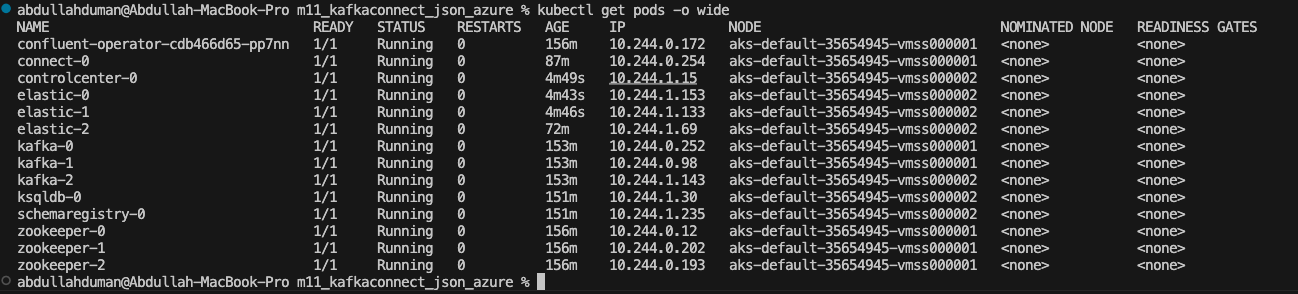 abdullahduman@Abdullah-MacBook-Pro m11_kafkaconnect_json_azure % kubectl get pods -o wide
NAME READY STATUS RESTARTS AGE IP NODE NOMINATED NODE READINESS GATES
confluent-operator-cdb466d65-pp7nn 1/1 Running 0 156m 10.244.0.172 aks-default-35654945-vmss000001 <none> <none>
connect-0 1/1 Running 0 87m 10.244.0.254 aks-default-35654945-vmss000001 <none> <none>
controlcenter-0 1/1 Running 0 4m49s 10.244.1.15 aks-default-35654945-vmss000002 <none> <none>
elastic-0 1/1 Running 0 4m43s 10.244.1.153 aks-default-35654945-vmss000002 <none> <none>
elastic-1 1/1 Running 0 4m46s 10.244.1.133 aks-default-35654945-vmss000002 <none> <none>
elastic-2 1/1 Running 0 72m 10.244.1.69 aks-default-35654945-vmss000002 <none> <none>
kafka-0 1/1 Running 0 153m 10.244.0.252 aks-default-35654945-vmss000001 <none> <none>
kafka-1 1/1 Running 0 153m 10.244.0.98 aks-default-35654945-vmss000001 <none> <none>
kafka-2 1/1 Running 0 153m 10.244.1.143 aks-default-35654945-vmss000002 <none> <none>
ksqldb-0 1/1 Running 0 151m 10.244.1.30 aks-default-35654945-vmss000002 <none> <none>
schemaregistry-0 1/1 Running 0 151m 10.244.1.235 aks-default-35654945-vmss000002 <none> <none>
zookeeper-0 1/1 Running 0 156m 10.244.0.12 aks-default-35654945-vmss000001 <none> <none>
zookeeper-1 1/1 Running 0 156m 10.244.0.202 aks-default-35654945-vmss000001 <none> <none>
zookeeper-2 1/1 Running 0 156m 10.244.0.193 aks-default-35654945-vmss000001 <none> <none>
abdullahduman@Abdullah-MacBook-Pro m11_kafkaconnect_json_azure %